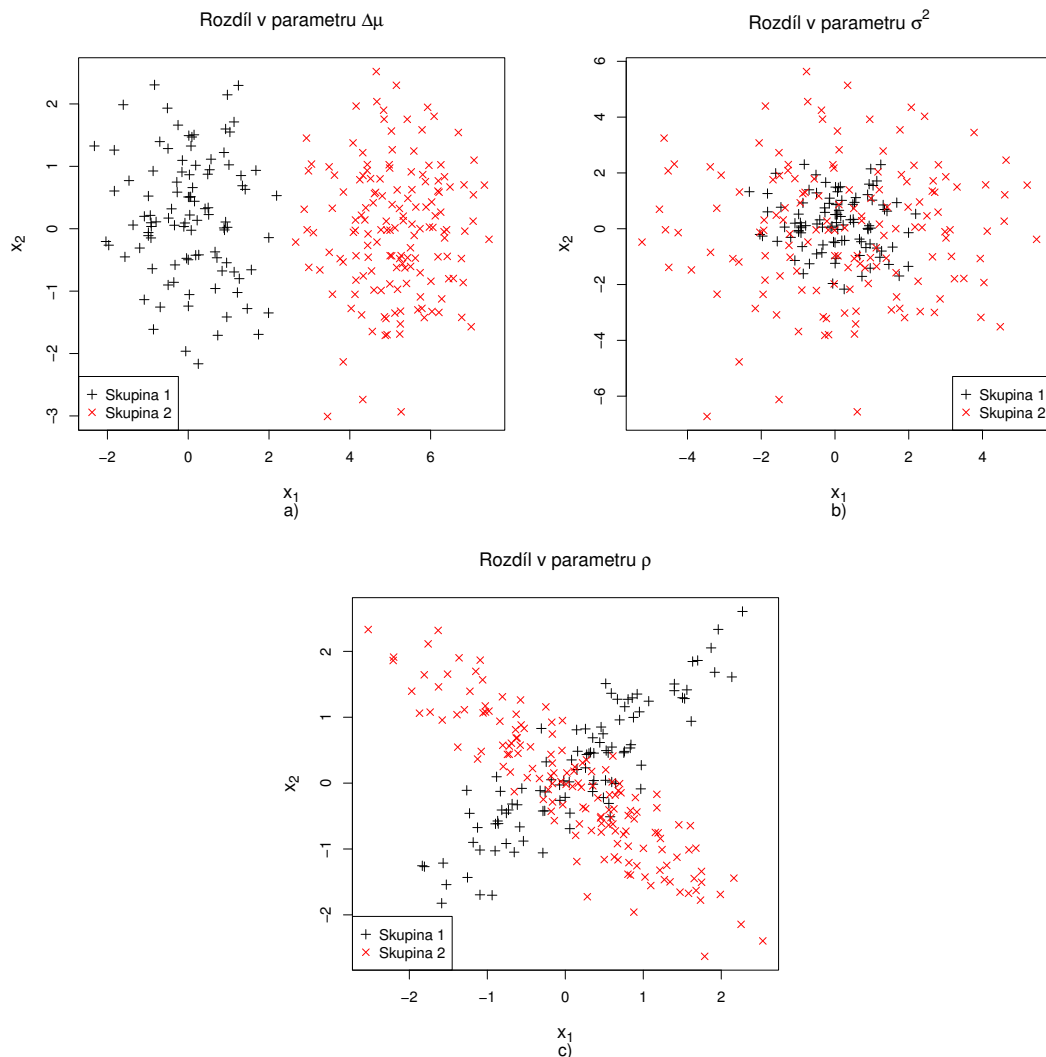 Rozdíl v parametru Δμ
x₂
2
1
0
−1
−2
−3
Skupina 1
Skupina 2
−2 0 2 4 6
x₁
a)
Rozdíl v parametru σ²
x₂
6
4
2
0
−2
−4
−6
Skupina 1
Skupina 2
−4 −2 0 2 4
x₁
b)
Rozdíl v parametru ρ
x₂
2
1
0
−1
−2
Skupina 1
Skupina 2
−2 −1 0 1 2
x₁
c)